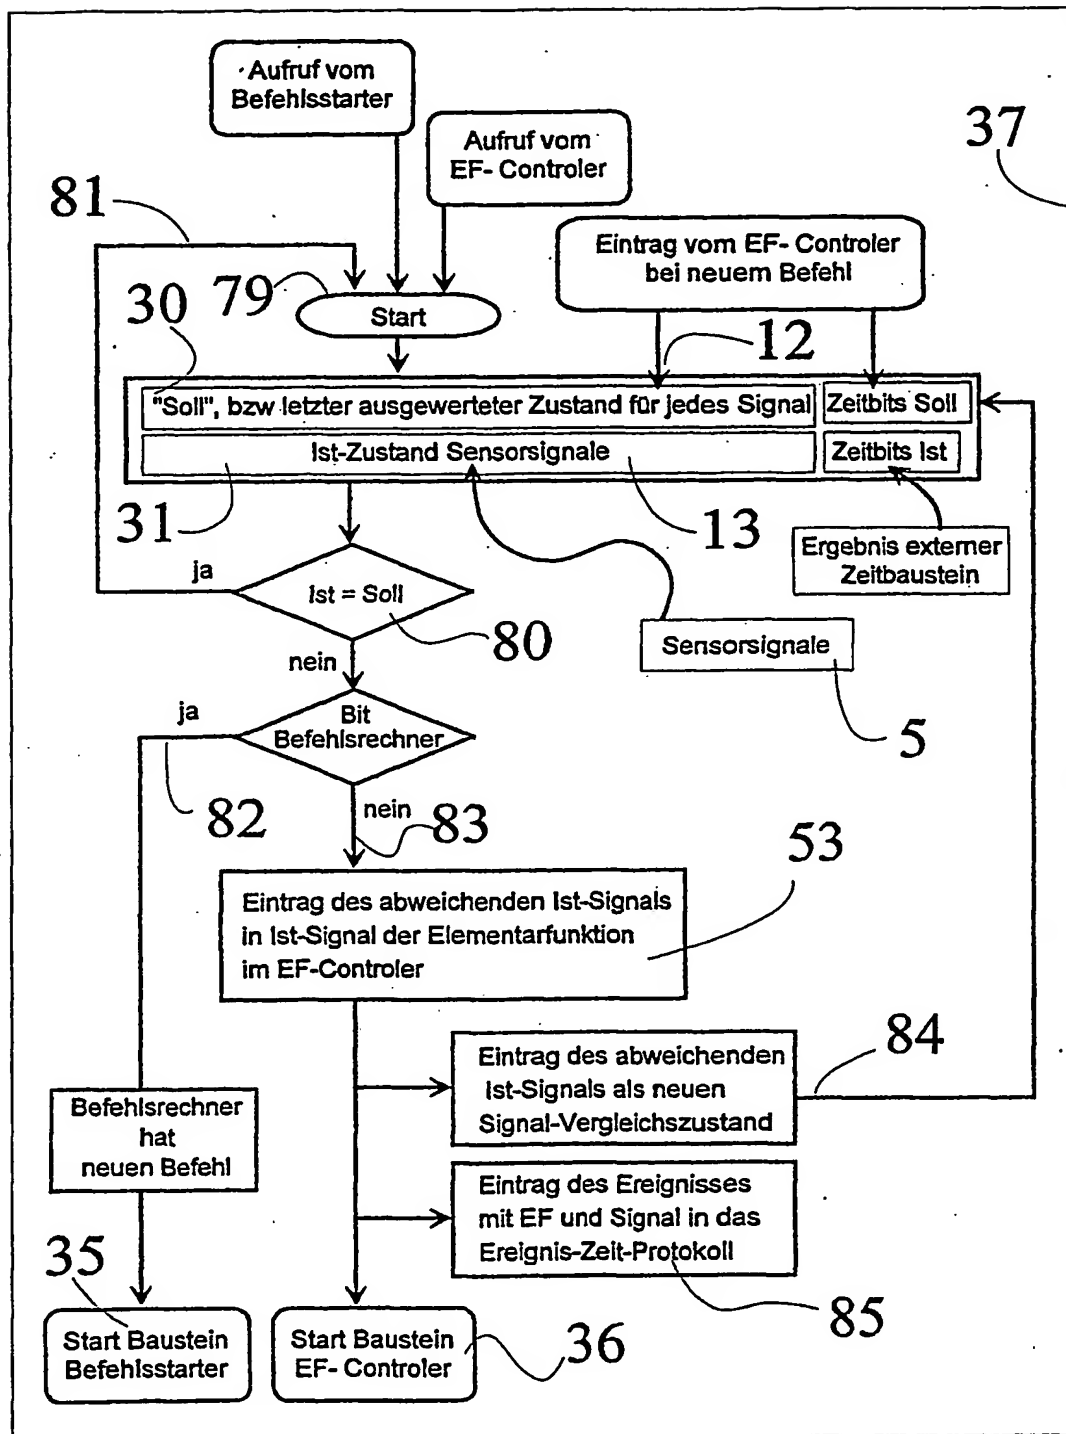 Aufruf vom
Befehlsstarter
Aufruf vom
EF- Controler
37
81
Eintrag vom EF- Controler
bei neuem Befehl
79
30
Start
12
"Soll", bzw letzter ausgewerteter Zustand für jedes Signal
Zeitbits Soll
Ist-Zustand Sensorsignale
Zeitbits Ist
31
13
Ergebnis externer
Zeitbaustein
ja
Ist = Soll
80
Sensorsignale
nein
5
ja
Bit
Befehlsrechner
82
nein
83
53
Eintrag des abweichenden Ist-Signals
in Ist-Signal der Elementarfunktion
im EF-Controler
84
Eintrag des abweichenden
Ist-Signals als neuen
Signal-Vergleichszustand
Befehlsrechner
hat
neuen Befehl
Eintrag des Ereignisses
mit EF und Signal in das
Ereignis-Zeit-Protokoll
35
85
Start Baustein
Befehlsstarter
Start Baustein
EF- Controler
36